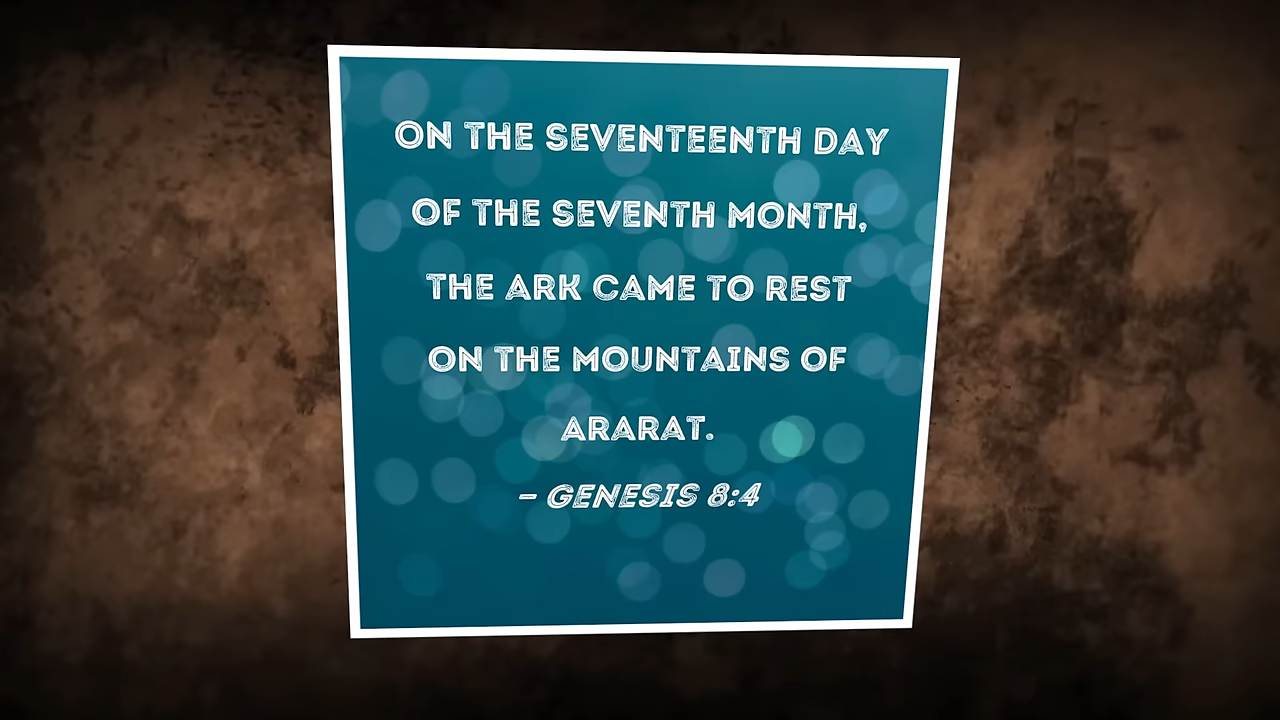 ON THE SEVENTEENTH DAY
OF THE SEVENTH MONTH,
THE ARK CAME TO REST
ON THE MOUNTAINS OF
ARARAT.
– GENESIS 8:4